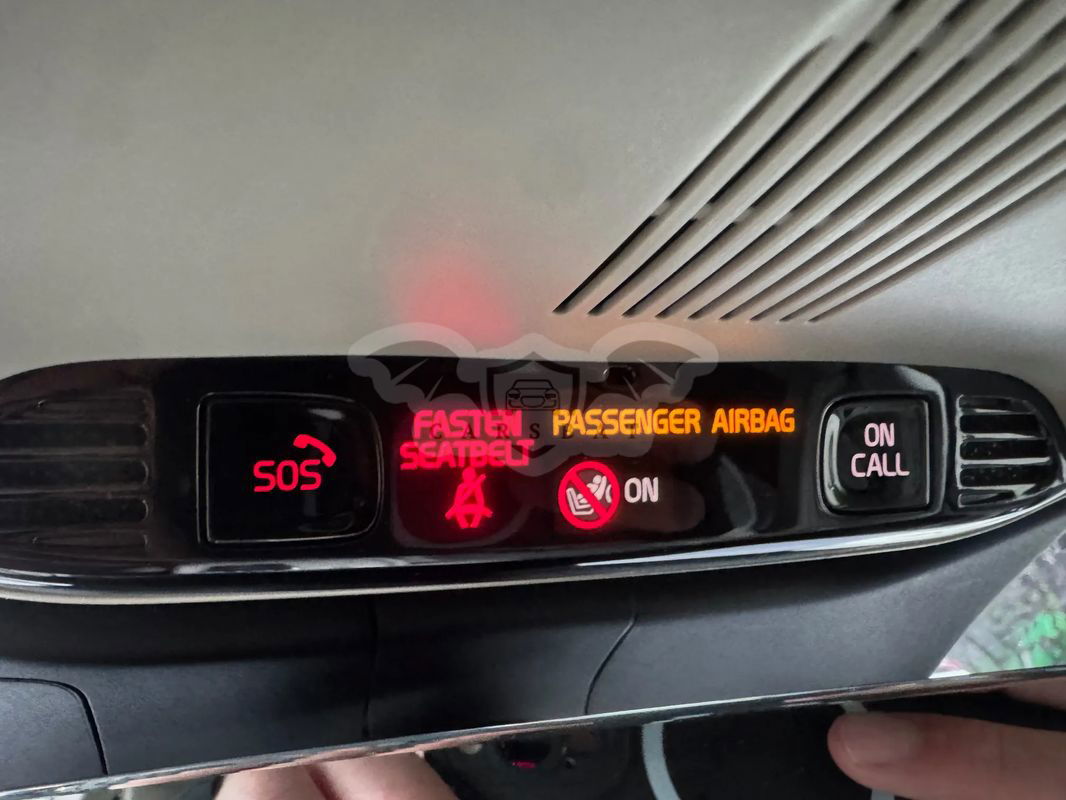 SOS
FASTEN
SEATBELT
PASSENGER AIRBAG
ON
ON
CALL